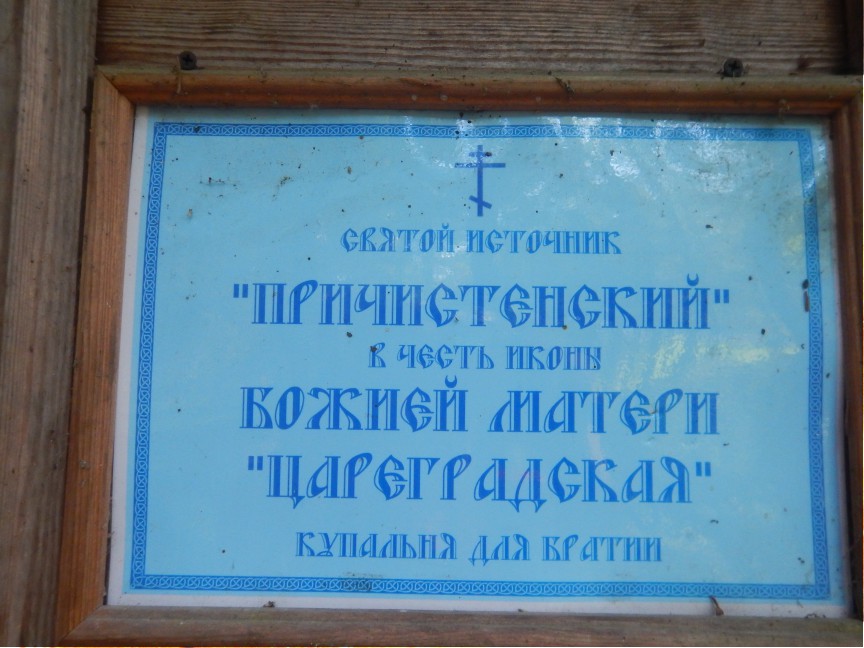 СВЯТОЙ ИСТОЧНИК
"ПРИЧИСТЕНСКИЙ"
В ЧЕСТЬ ИКОНЫ
БОЖИЕЙ МАТЕРИ
"ЦАРЕГРАДСКАЯ"
КУПАЛЬНЯ ДЛЯ БРАТИИ